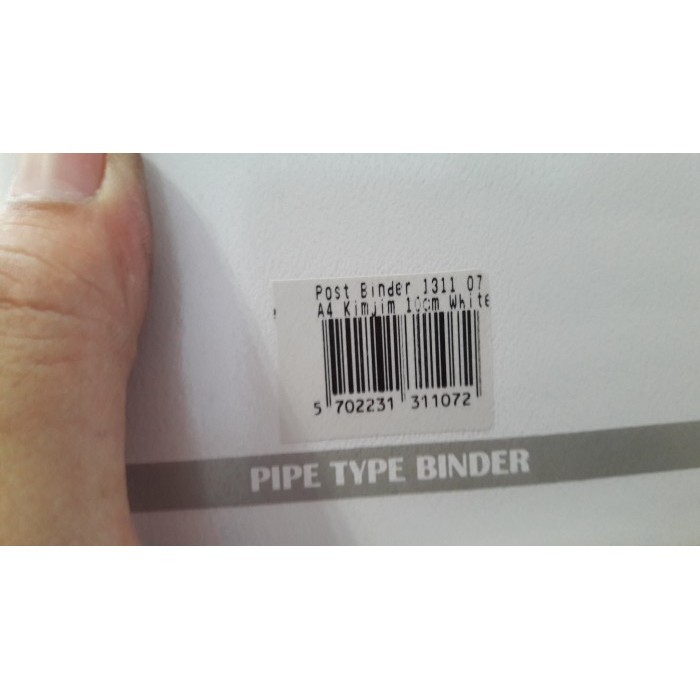 Post Binder 1311 07
A4 Kimjim 10cm White
5 702231 311072
PIPE TYPE BINDER